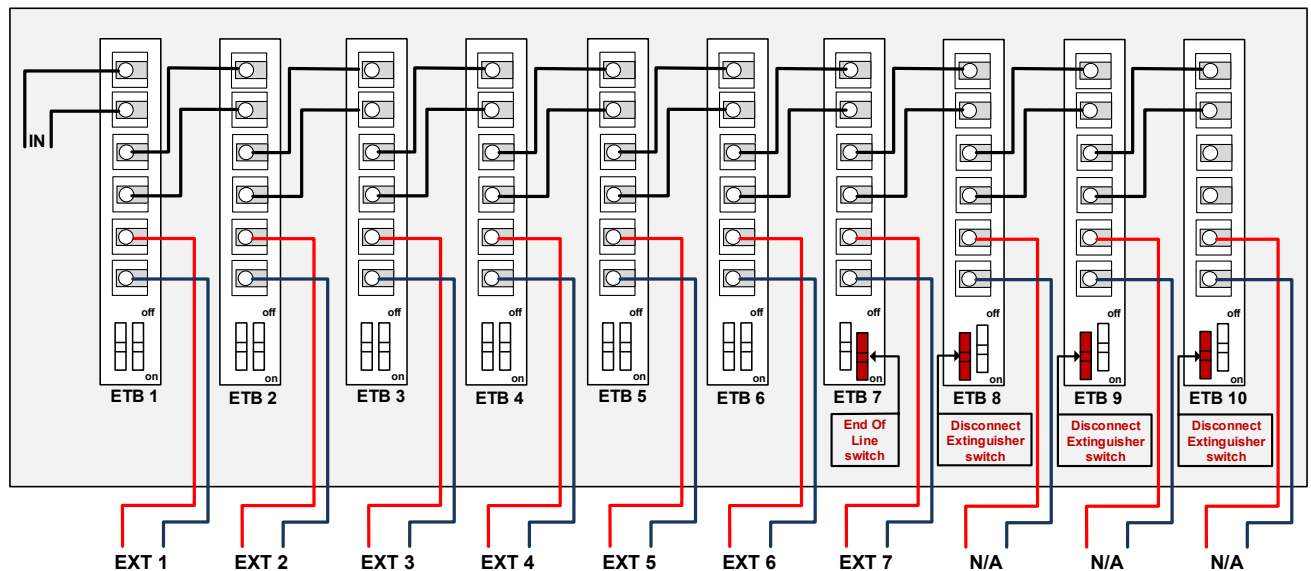 IN
off off off off off off off off off off
on on on on on on on on on on
ETB 1 ETB 2 ETB 3 ETB 4 ETB 5 ETB 6 ETB 7 ETB 8 ETB 9 ETB 10
End Of
Line
switch
Disconnect
Extinguisher
switch
Disconnect
Extinguisher
switch
Disconnect
Extinguisher
switch
EXT 1 EXT 2 EXT 3 EXT 4 EXT 5 EXT 6 EXT 7 N/A N/A N/A